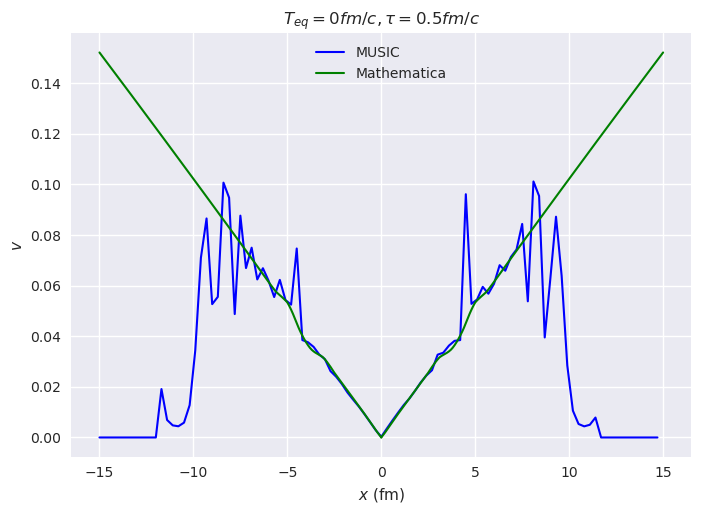 T_eq = 0fm/c, τ = 0.5fm/c
MUSIC
Mathematica
v
0.14
0.12
0.10
0.08
0.06
0.04
0.02
0.00
−15 −10 −5 0 5 10 15
x (fm)